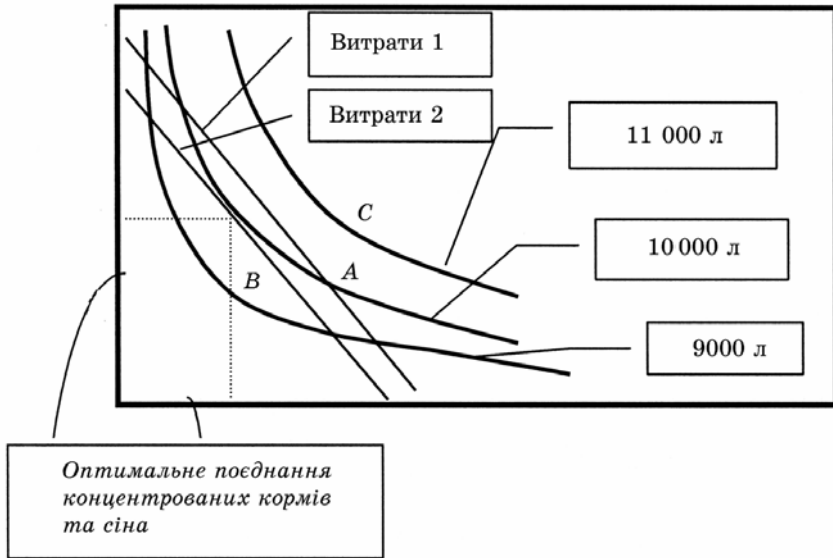 Витрати 1
Витрати 2
11 000 л
C
10 000 л
A
B
9000 л
Оптимальне поєднання
концентрованих кормів
та сіна